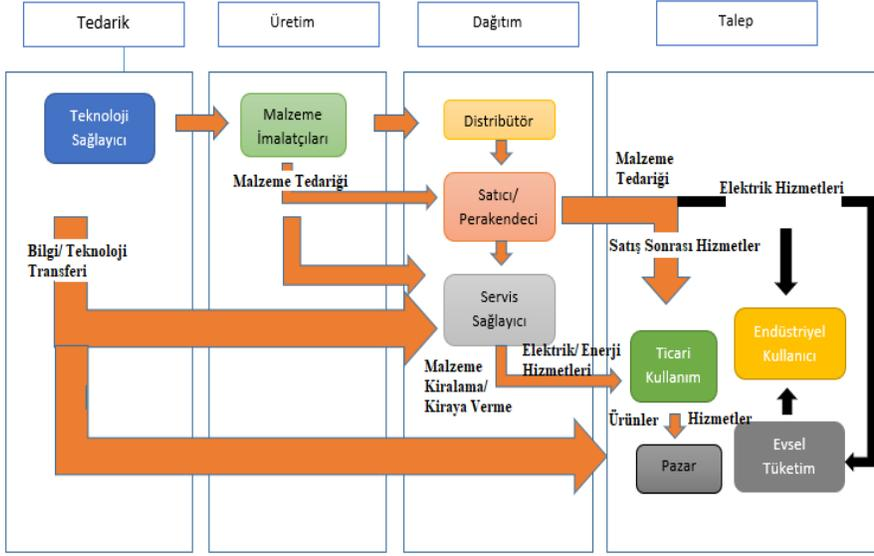 Tedarik
Üretim
Dağıtım
Talep
Teknoloji
Sağlayıcı
Malzeme
İmalatçıları
Distribütör
Malzeme Tedariği
Satıcı/
Perakendeci
Malzeme
Tedariği
Elektrik Hizmetleri
Bilgi/ Teknoloji
Transferi
Satış Sonrası Hizmetler
Servis
Sağlayıcı
Elektrik/ Enerji
Hizmetleri
Malzeme
Kiralama/
Kiraya Verme
Ticari
Kullanım
Endüstriyel
Kullanıcı
Ürünler
Hizmetler
Pazar
Evsel
Tüketim